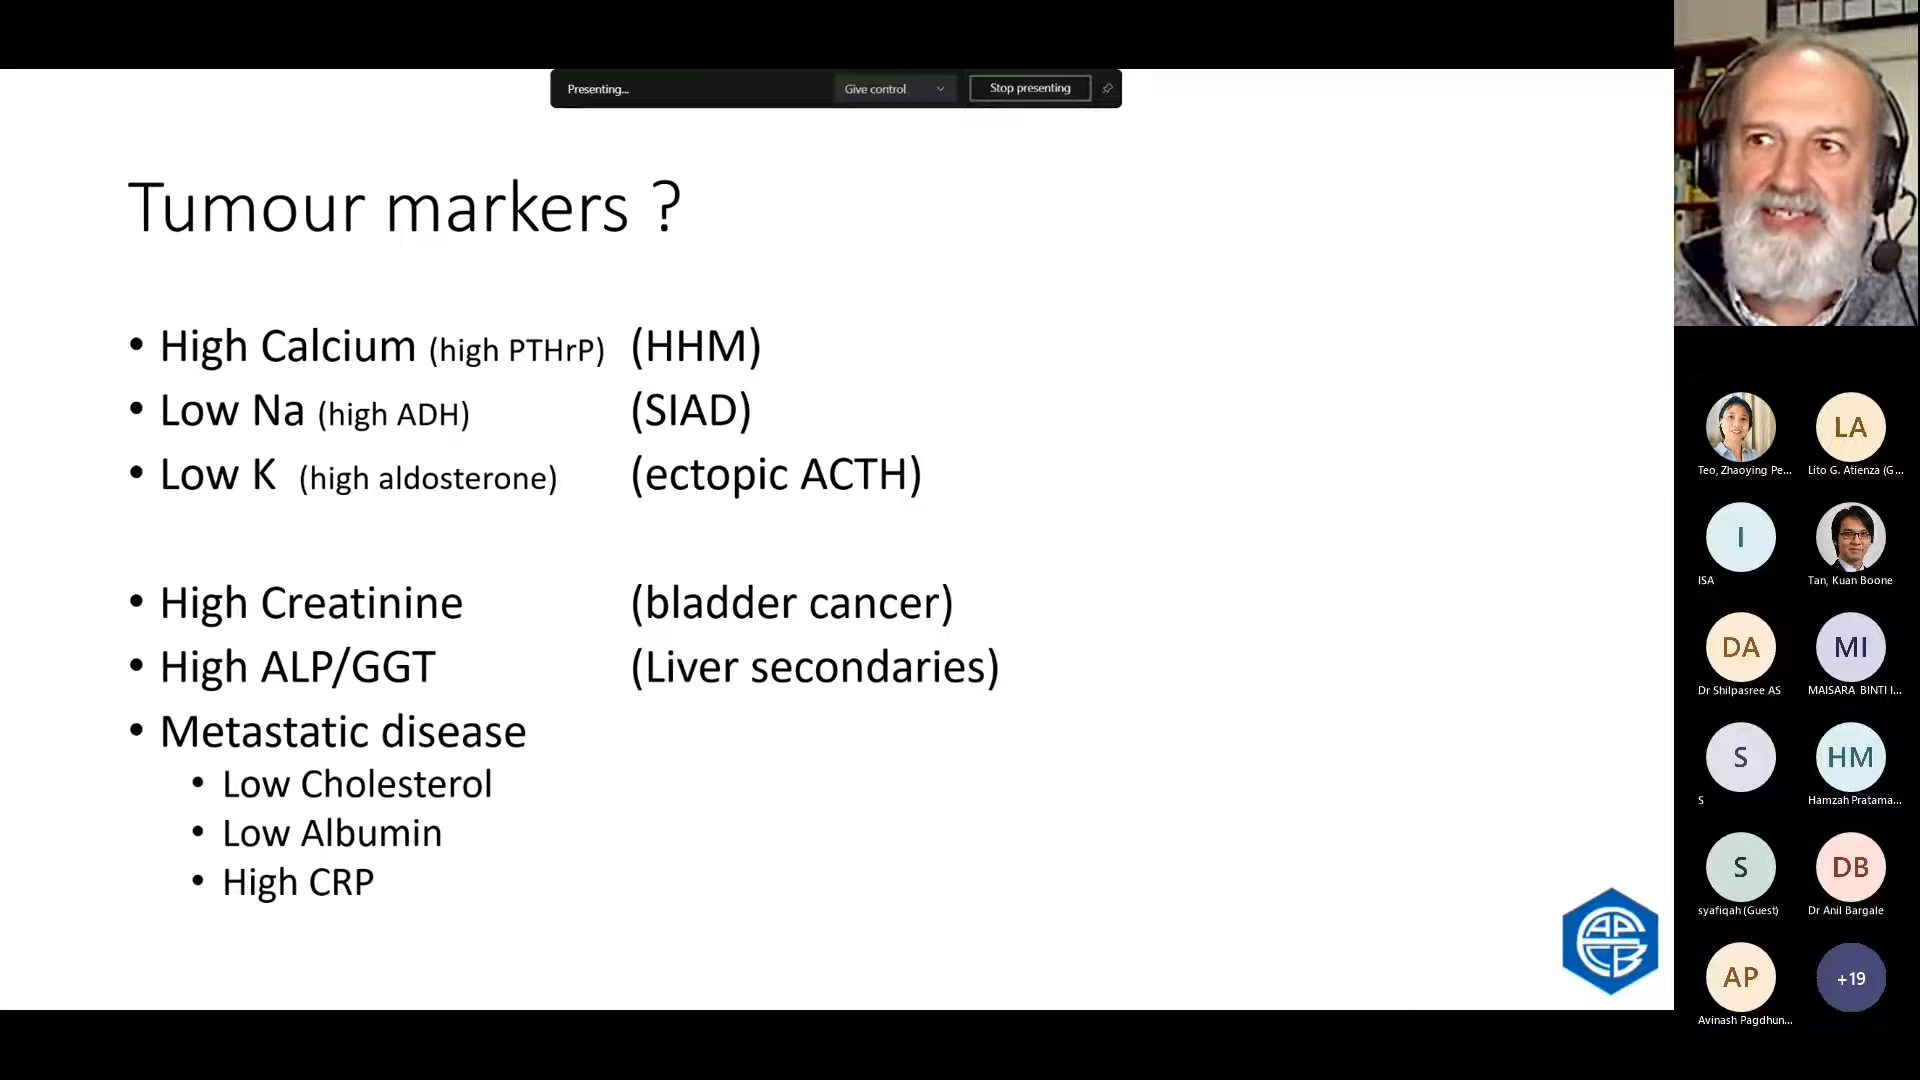 Presenting...
Give control
Stop presenting
Tumour markers ?
• High Calcium (high PTHrP) (HHM)
• Low Na (high ADH) (SIAD)
• Low K (high aldosterone) (ectopic ACTH)
• High Creatinine (bladder cancer)
• High ALP/GGT (Liver secondaries)
• Metastatic disease
• Low Cholesterol
• Low Albumin
• High CRP
AP
CB
Teo, Zhaoying Pe...
LA
Lito G. Atienza (G...
I
ISA
Tan, Kuan Boone
DA
Dr Shilpasree AS
MI
MAISARA BINTI I...
S
S
HM
Hamzah Pratama...
S
syafiqah (Guest)
DB
Dr Anil Bargale
AP
Avinash Pagdhun...
+19